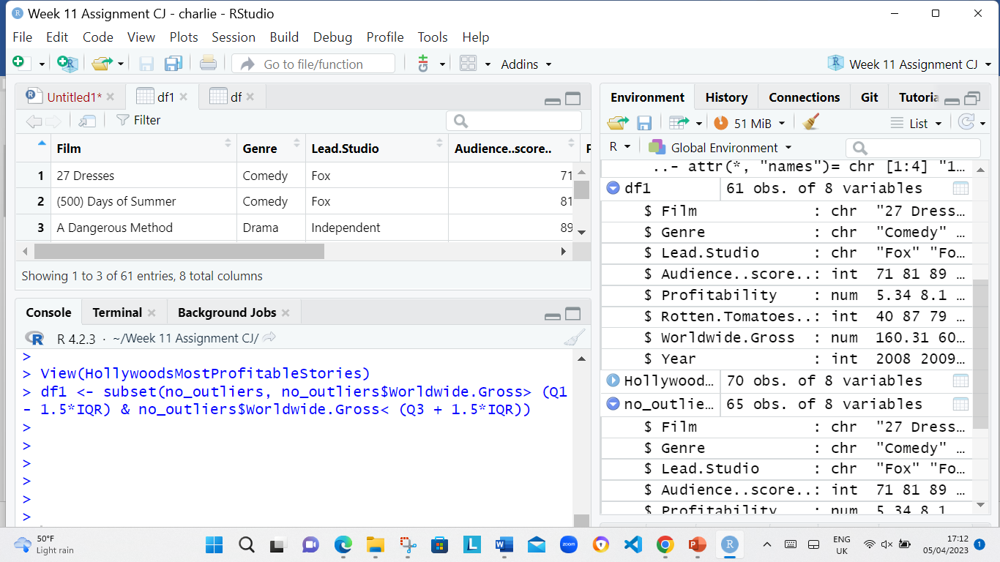 Week 11 Assignment CJ - charlie - RStudio
File Edit Code View Plots Session Build Debug Profile Tools Help
Go to file/function Addins Week 11 Assignment CJ
Untitled1* df1 df
Filter
Film Genre Lead.Studio Audience..score..
1 27 Dresses Comedy Fox 71
2 (500) Days of Summer Comedy Fox 81
3 A Dangerous Method Drama Independent 89
Showing 1 to 3 of 61 entries, 8 total columns
Console Terminal Background Jobs
R 4.2.3 · ~/Week 11 Assignment CJ/
>
> View(HollywoodsMostProfitableStories)
> df1 <- subset(no_outliers, no_outliers$Worldwide.Gross> (Q1
- 1.5*IQR) & no_outliers$Worldwide.Gross< (Q3 + 1.5*IQR))
>
>
>
>
>
>
Environment History Connections Git Tutoria
51 MiB List
R Global Environment
..- attr(*, "names")= chr [1:4] "1…
df1 61 obs. of 8 variables
$ Film : chr "27 Dress…
$ Genre : chr "Comedy" …
$ Lead.Studio : chr "Fox" "Fo…
$ Audience..score..: int 71 81 89 …
$ Profitability : num 5.34 8.1 …
$ Rotten.Tomatoes..: int 40 87 79 …
$ Worldwide.Gross : num 160.31 60…
$ Year : int 2008 2009…
Hollywood… 70 obs. of 8 variables
no_outlie… 65 obs. of 8 variables
$ Film : chr "27 Dress…
$ Genre : chr "Comedy" …
$ Lead.Studio : chr "Fox" "Fo…
$ Audience..score..: int 71 81 89 …
$ Profitability : num 5.34 8.1
50°F
Light rain
zoom
ENG
UK
17:12
05/04/2023
1